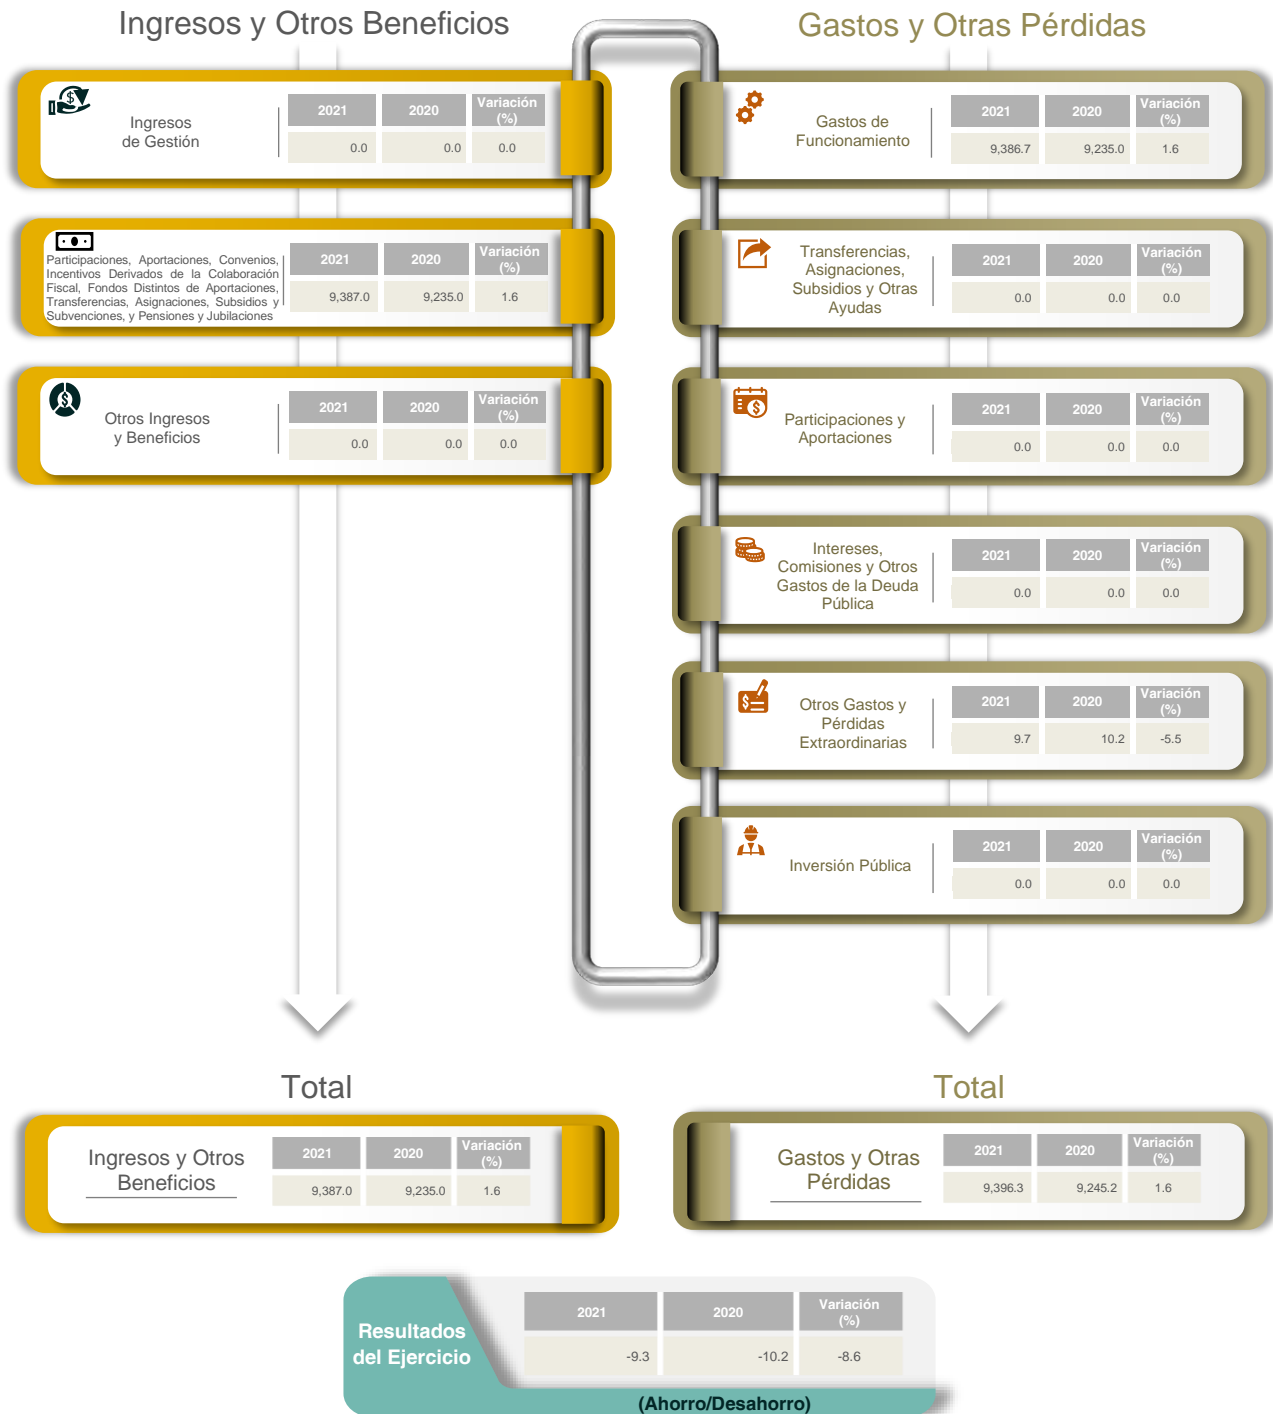 Ingresos y Otros Beneficios
Ingresos
de Gestión
2021 2020 Variación (%)
0.0 0.0 0.0
Participaciones, Aportaciones, Convenios,
Incentivos Derivados de la Colaboración
Fiscal, Fondos Distintos de Aportaciones,
Transferencias, Asignaciones, Subsidios y
Subvenciones, y Pensiones y Jubilaciones
2021 2020 Variación (%)
9,387.0 9,235.0 1.6
Otros Ingresos
y Beneficios
2021 2020 Variación (%)
0.0 0.0 0.0
Total
Ingresos y Otros
Beneficios
2021 2020 Variación (%)
9,387.0 9,235.0 1.6
Gastos y Otras Pérdidas
Gastos de
Funcionamiento
2021 2020 Variación (%)
9,386.7 9,235.0 1.6
Transferencias,
Asignaciones,
Subsidios y Otras
Ayudas
2021 2020 Variación (%)
0.0 0.0 0.0
Participaciones y
Aportaciones
2021 2020 Variación (%)
0.0 0.0 0.0
Intereses,
Comisiones y Otros
Gastos de la Deuda
Pública
2021 2020 Variación (%)
0.0 0.0 0.0
Otros Gastos y
Pérdidas
Extraordinarias
2021 2020 Variación (%)
9.7 10.2 -5.5
Inversión Pública
2021 2020 Variación (%)
0.0 0.0 0.0
Total
Gastos y Otras
Pérdidas
2021 2020 Variación (%)
9,396.3 9,245.2 1.6
Resultados
del Ejercicio
2021 2020 Variación (%)
-9.3 -10.2 -8.6
(Ahorro/Desahorro)